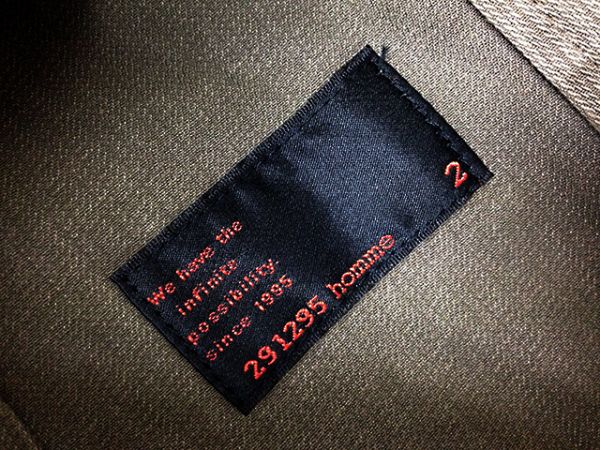 We have the
infinite
possibility.
since 1995
291295 homme
2